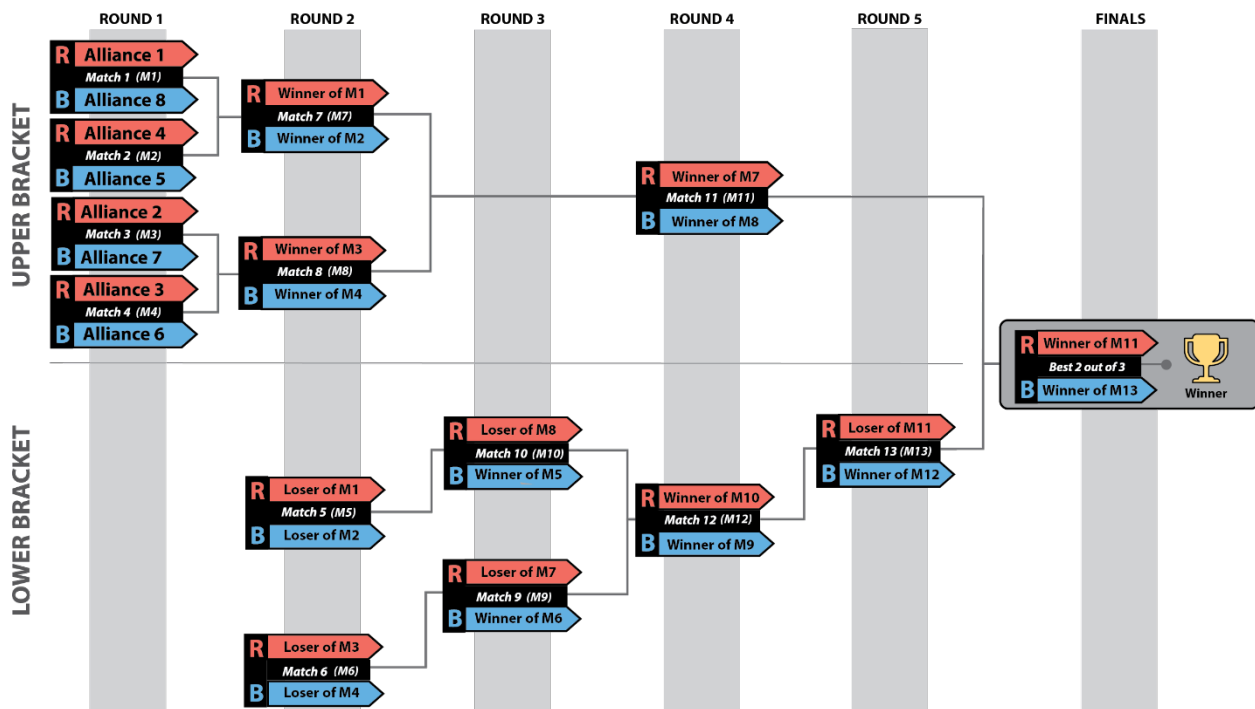 ROUND 1
ROUND 2
ROUND 3
ROUND 4
ROUND 5
FINALS
UPPER BRACKET
R Alliance 1
Match 1 (M1)
B Alliance 8
R Alliance 4
Match 2 (M2)
B Alliance 5
R Alliance 2
Match 3 (M3)
B Alliance 7
R Alliance 3
Match 4 (M4)
B Alliance 6
R Winner of M1
Match 7 (M7)
B Winner of M2
R Winner of M3
Match 8 (M8)
B Winner of M4
R Winner of M7
Match 11 (M11)
B Winner of M8
R Winner of M11
Best 2 out of 3
B Winner of M13
Winner
LOWER BRACKET
R Loser of M1
Match 5 (M5)
B Loser of M2
R Loser of M3
Match 6 (M6)
B Loser of M4
R Loser of M8
Match 10 (M10)
B Winner of M5
R Loser of M7
Match 9 (M9)
B Winner of M6
R Winner of M10
Match 12 (M12)
B Winner of M9
R Loser of M11
Match 13 (M13)
B Winner of M12